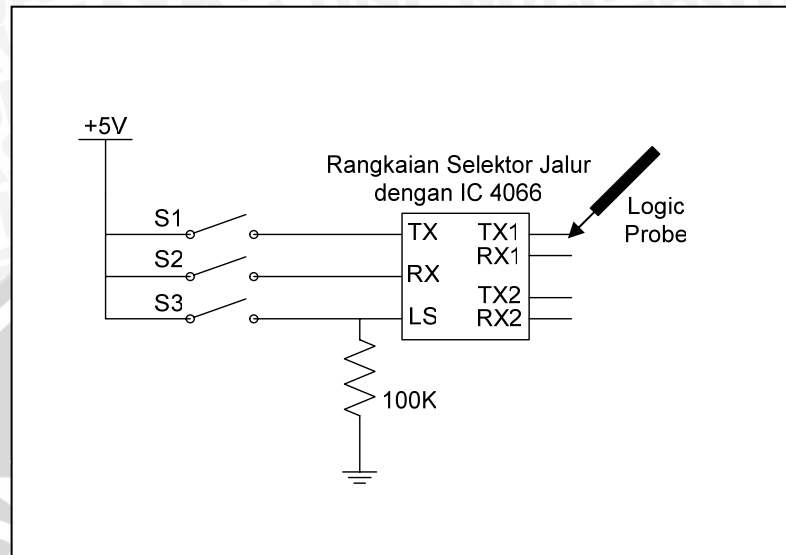 +5V
Rangkaian Selektor Jalur
dengan IC 4066
Logic
Probe
S1
S2
S3
TX
RX
LS
TX1
RX1
TX2
RX2
100K